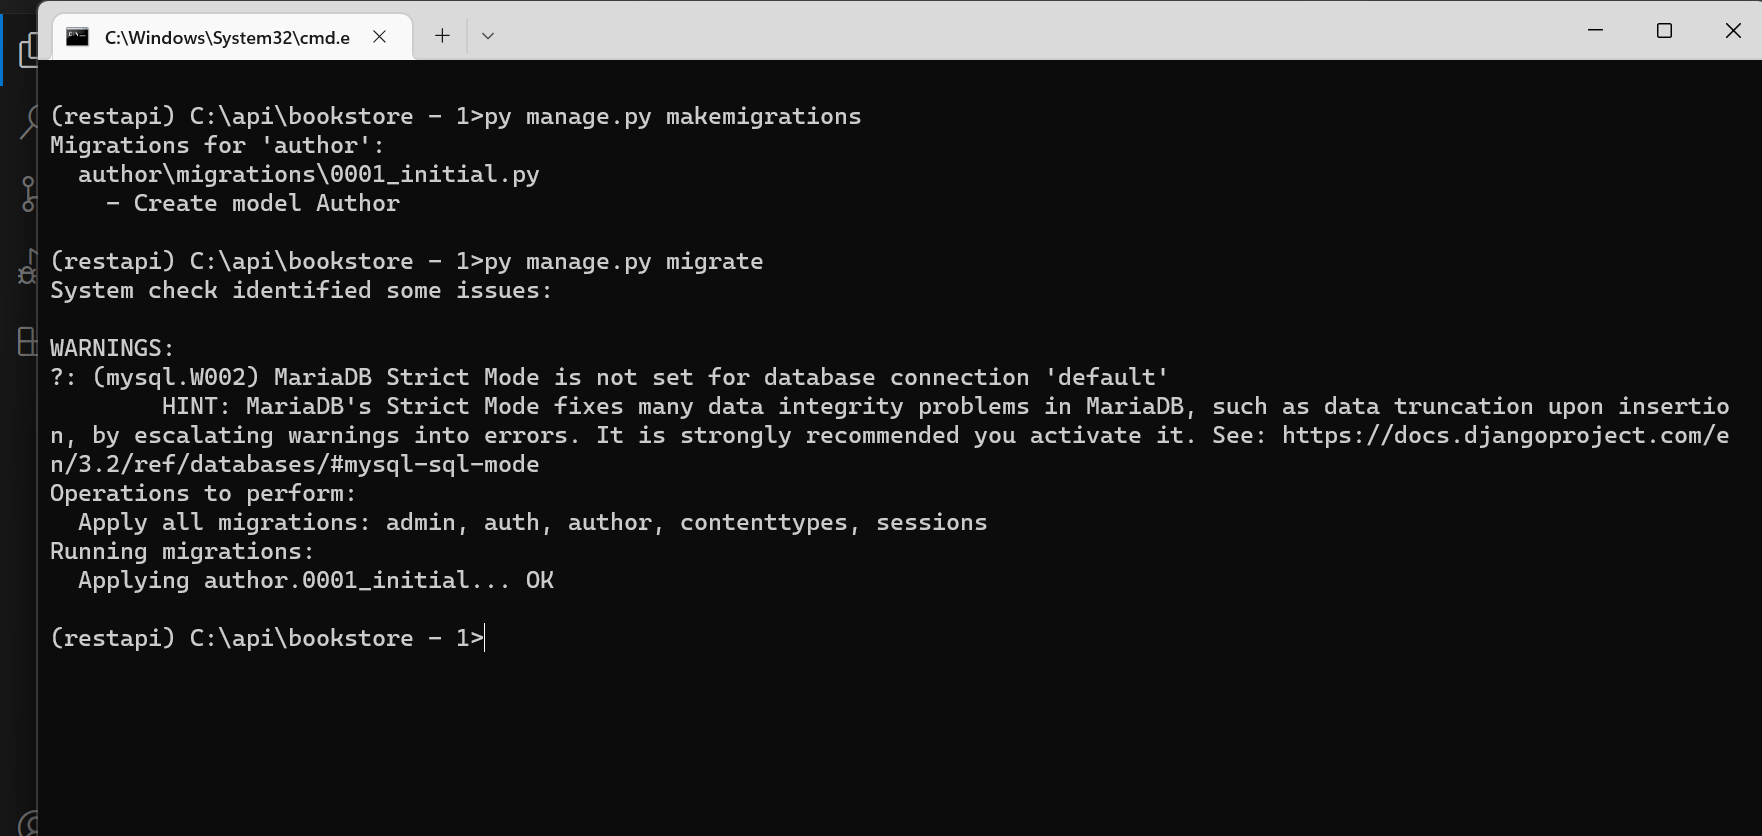 C:\Windows\System32\cmd.e
(restapi) C:\api\bookstore - 1>py manage.py makemigrations
Migrations for 'author':
  author\migrations\0001_initial.py
    - Create model Author
(restapi) C:\api\bookstore - 1>py manage.py migrate
System check identified some issues:
WARNINGS:
?: (mysql.W002) MariaDB Strict Mode is not set for database connection 'default'
        HINT: MariaDB's Strict Mode fixes many data integrity problems in MariaDB, such as data truncation upon insertio
n, by escalating warnings into errors. It is strongly recommended you activate it. See: https://docs.djangoproject.com/e
n/3.2/ref/databases/#mysql-sql-mode
Operations to perform:
  Apply all migrations: admin, auth, author, contenttypes, sessions
Running migrations:
  Applying author.0001_initial... OK
(restapi) C:\api\bookstore - 1>